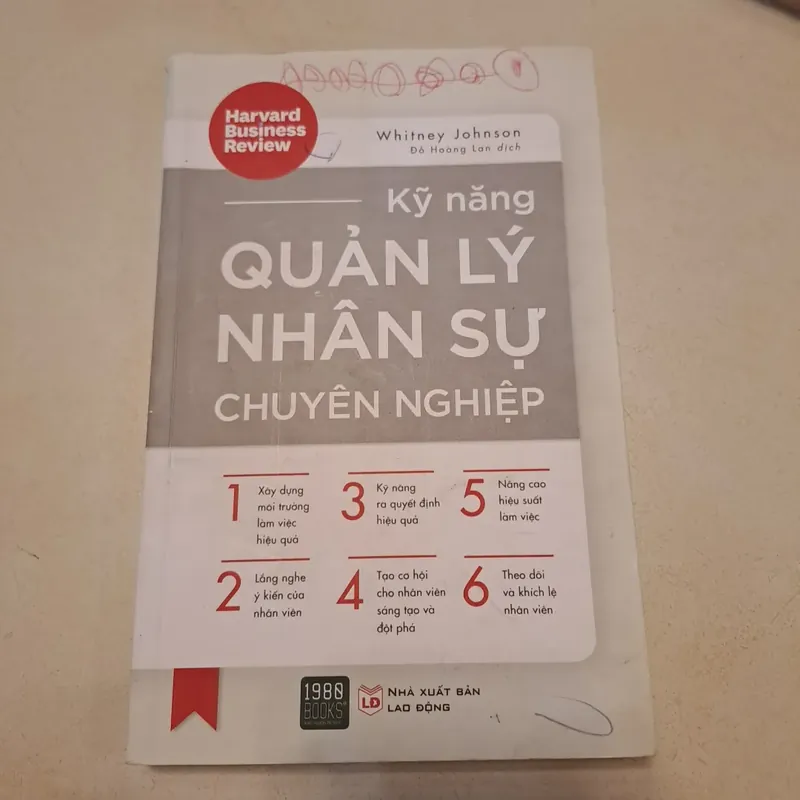 Harvard
Business
Review
Whitney Johnson
Đỗ Hoàng Lan dịch
Kỹ năng
QUẢN LÝ
NHÂN SỰ
CHUYÊN NGHIỆP
1
Xây dựng
môi trường
làm việc
hiệu quả
2
Lắng nghe
ý kiến của
nhân viên
3
Kỹ năng
ra quyết định
hiệu quả
4
Tạo cơ hội
cho nhân viên
sáng tạo và
đột phá
5
Nâng cao
hiệu suất
làm việc
6
Theo dõi
và khích lệ
nhân viên
1980
BOOKS
LĐ
NHÀ XUẤT BẢN
LAO ĐỘNG